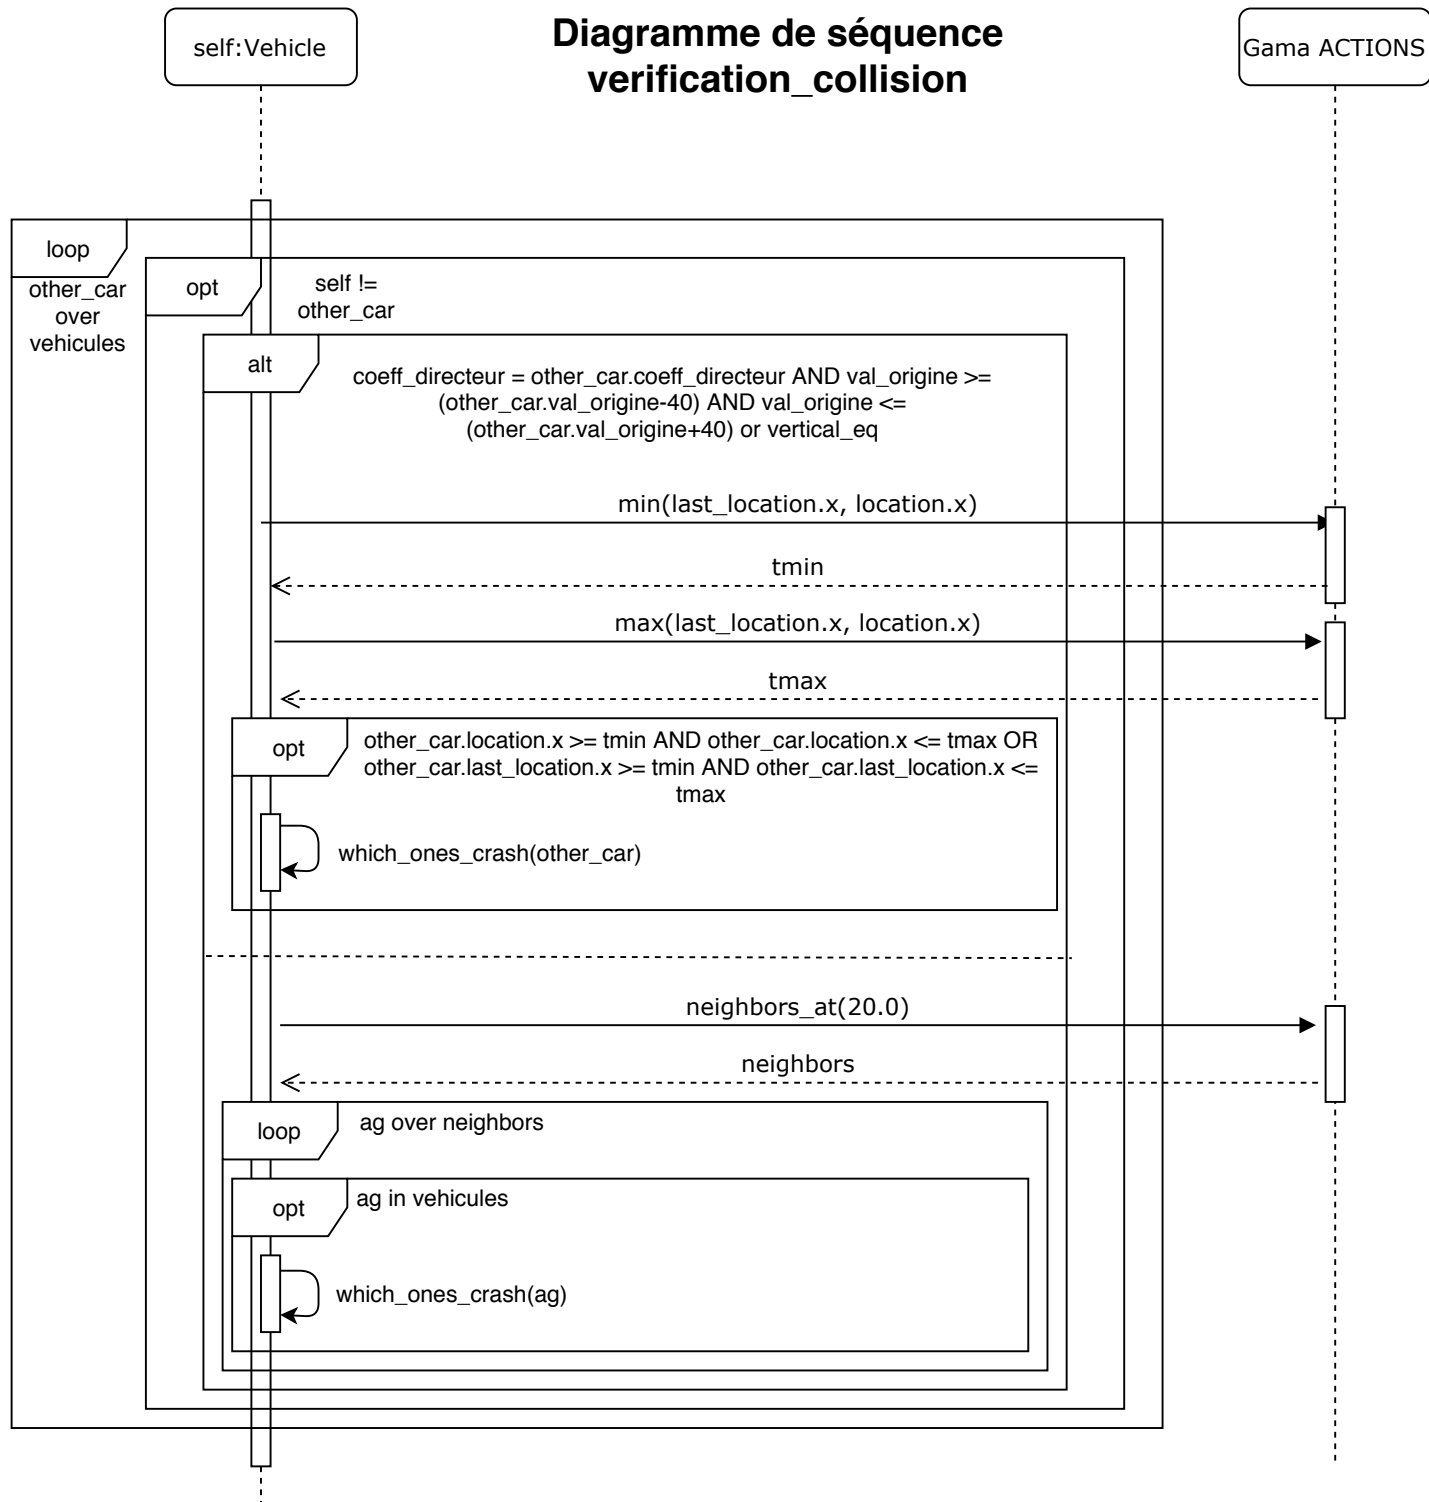 self:Vehicle
Diagramme de séquence
verification_collision
Gama ACTIONS
loop
other_car
over
vehicules
opt
self !=
other_car
alt
coeff_directeur = other_car.coeff_directeur AND val_origine >=
(other_car.val_origine-40) AND val_origine <=
(other_car.val_origine+40) or vertical_eq
min(last_location.x, location.x)
tmin
max(last_location.x, location.x)
tmax
opt
other_car.location.x >= tmin AND other_car.location.x <= tmax OR
other_car.last_location.x >= tmin AND other_car.last_location.x <=
tmax
which_ones_crash(other_car)
neighbors_at(20.0)
neighbors
loop
ag over neighbors
opt
ag in vehicules
which_ones_crash(ag)